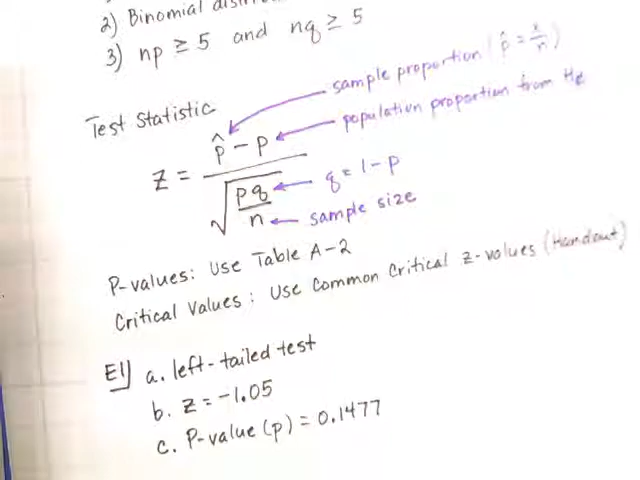 2) Binomial
3) np ≥ 5 and nq ≥ 5
sample proportion (p̂ = x/n)
Test Statistic
population proportion from H₀
z = (p̂ − p) / √(pq/n)
q = 1 − p
sample size
P-values: Use Table A-2
Critical Values: Use Common Critical z-values (Handout)
E1] a. left-tailed test
b. z = −1.05
c. P-value (p) = 0.1477